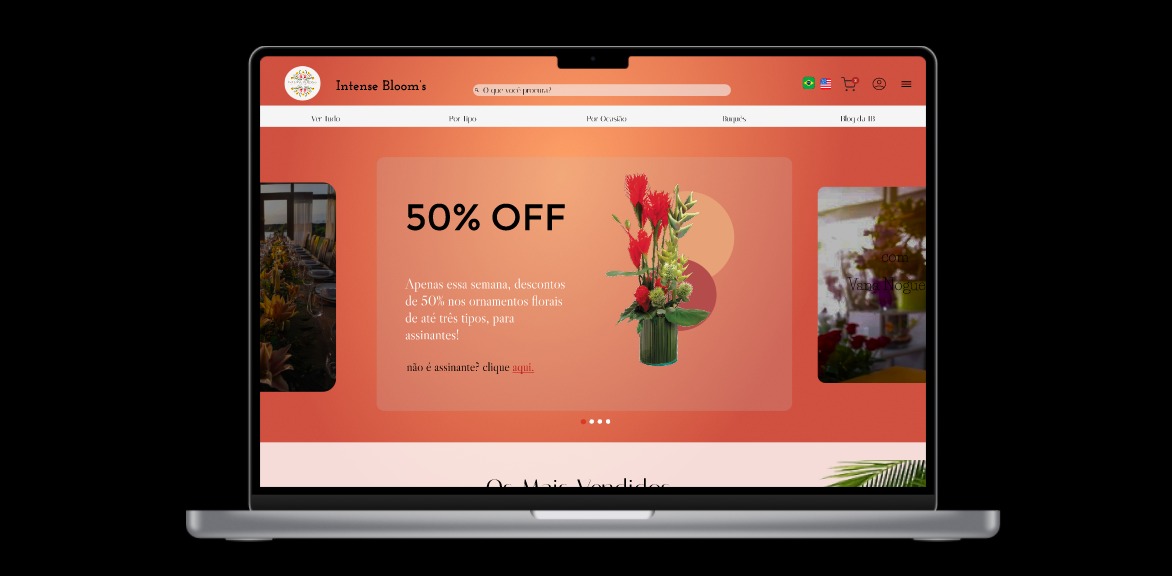 Intense Bloom's
O que você procura?
Ver Tudo
Por Tipo
Por Ocasião
Buquês
Blog da IB
50% OFF
Apenas essa semana, descontos
de 50% nos ornamentos florais
de até três tipos, para
assinantes!
não é assinante? clique aqui.
com
Os Mais Vendidos